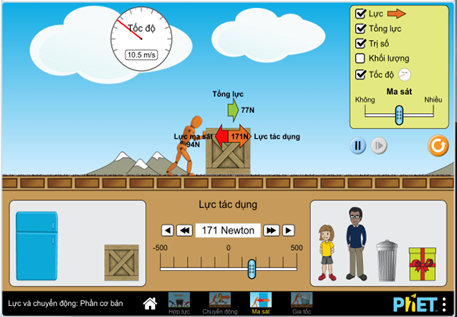 Tốc độ
10.5 m/s
Tổng lực
77N
Lực ma sát
94N
171N
Lực tác dụng
Lực
Tổng lực
Trị số
Khối lượng
Tốc độ
Ma sát
Không
Nhiều
Lực tác dụng
171 Newton
-500
0
500
Lực và chuyển động: Phần cơ bản
Hợp lực
Chuyển động
Ma sát
Gia tốc
PhET